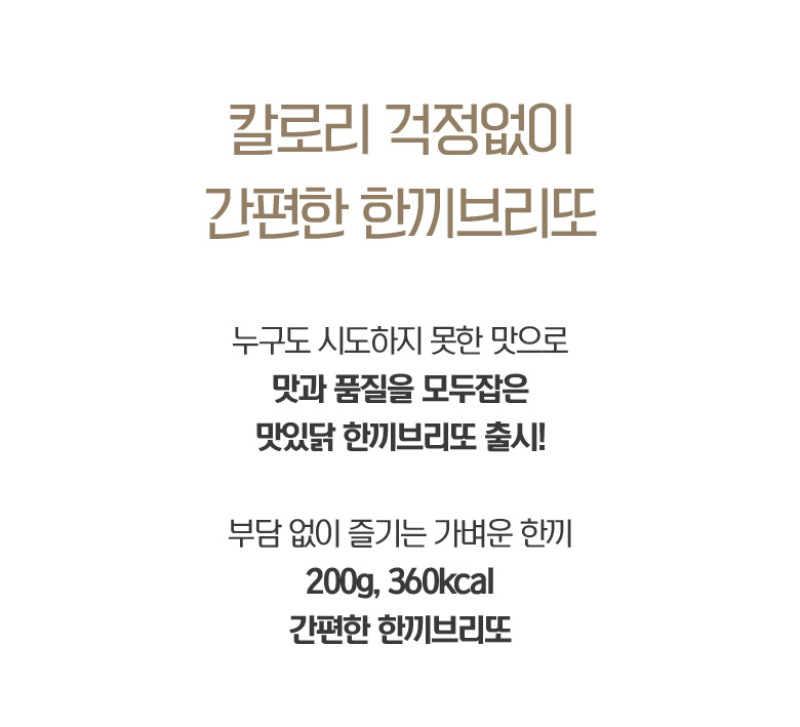 칼로리 걱정없이
간편한 한끼브리또
누구도 시도하지 못한 맛으로
맛과 품질을 모두잡은
맛있닭 한끼브리또 출시!
부담 없이 즐기는 가벼운 한끼
200g, 360kcal
간편한 한끼브리또